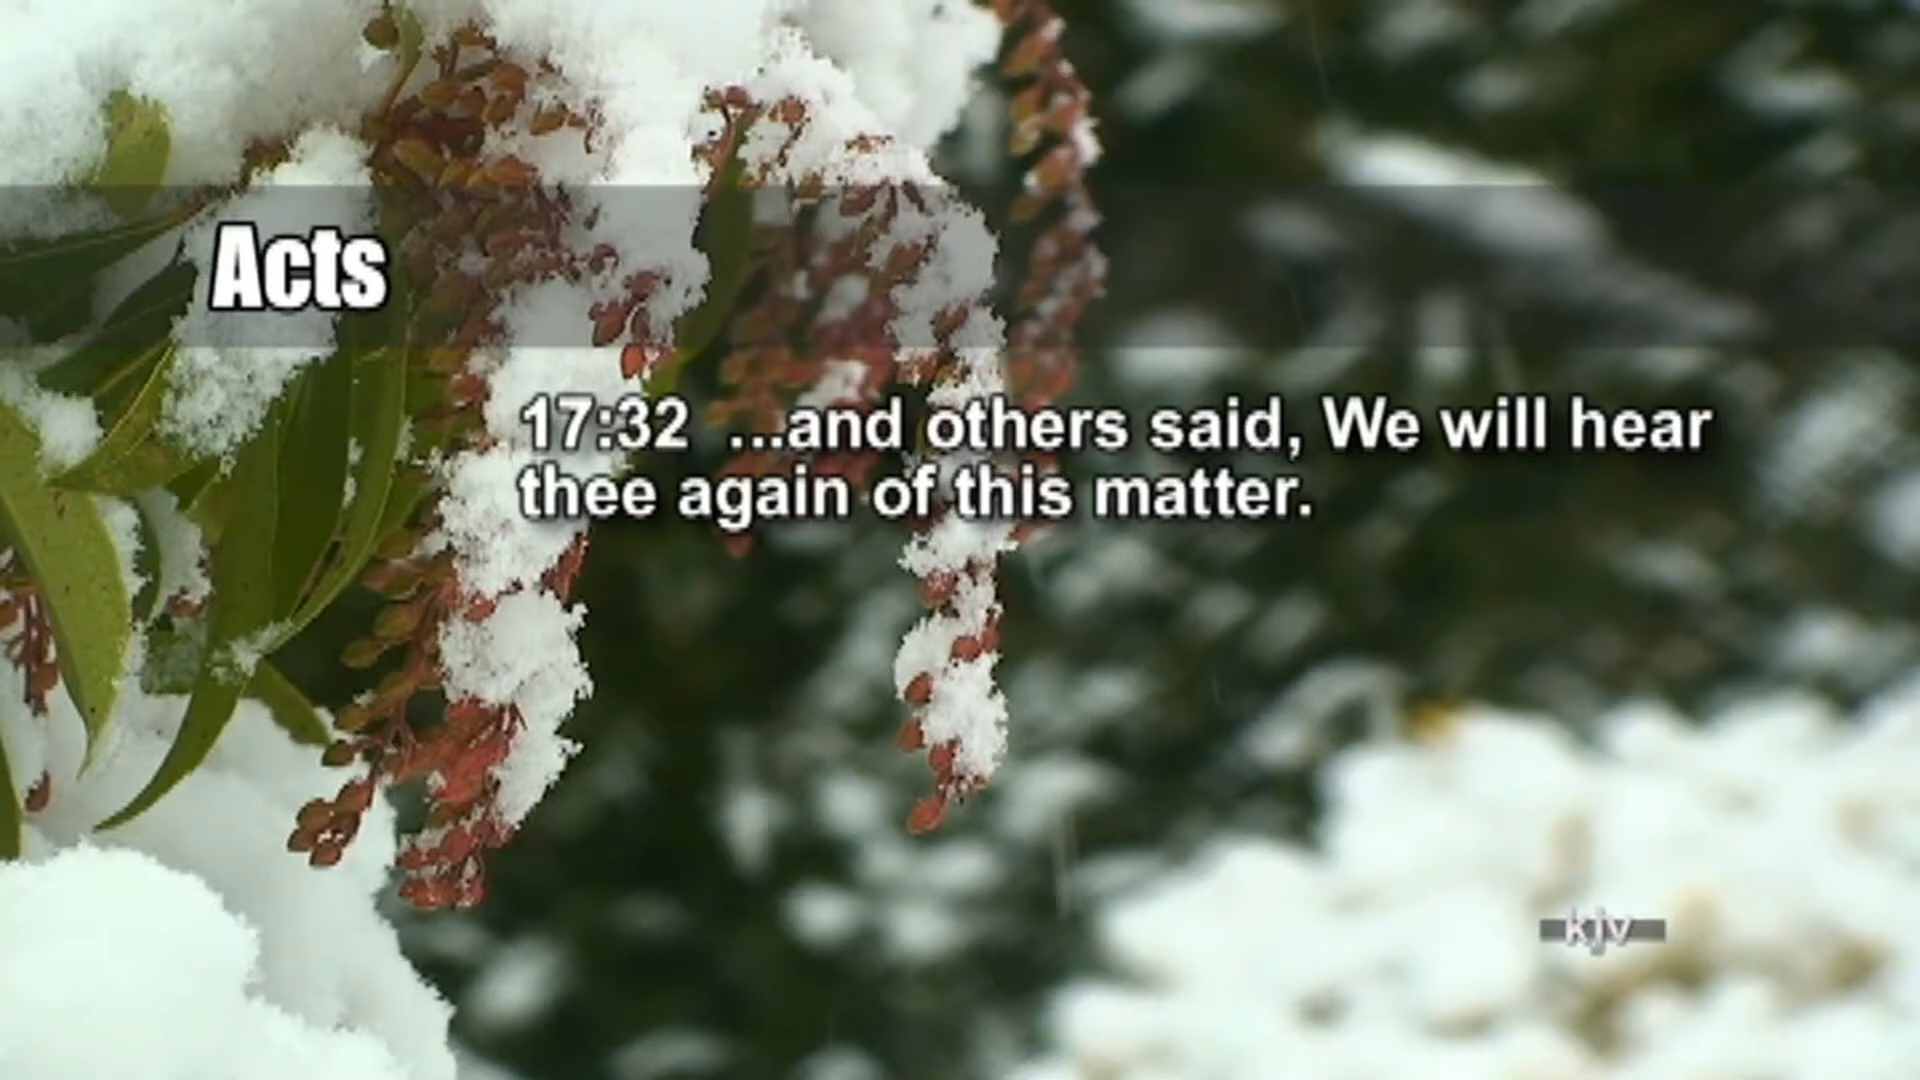 Acts
17:32 ...and others said, We will hear
thee again of this matter.
kjv